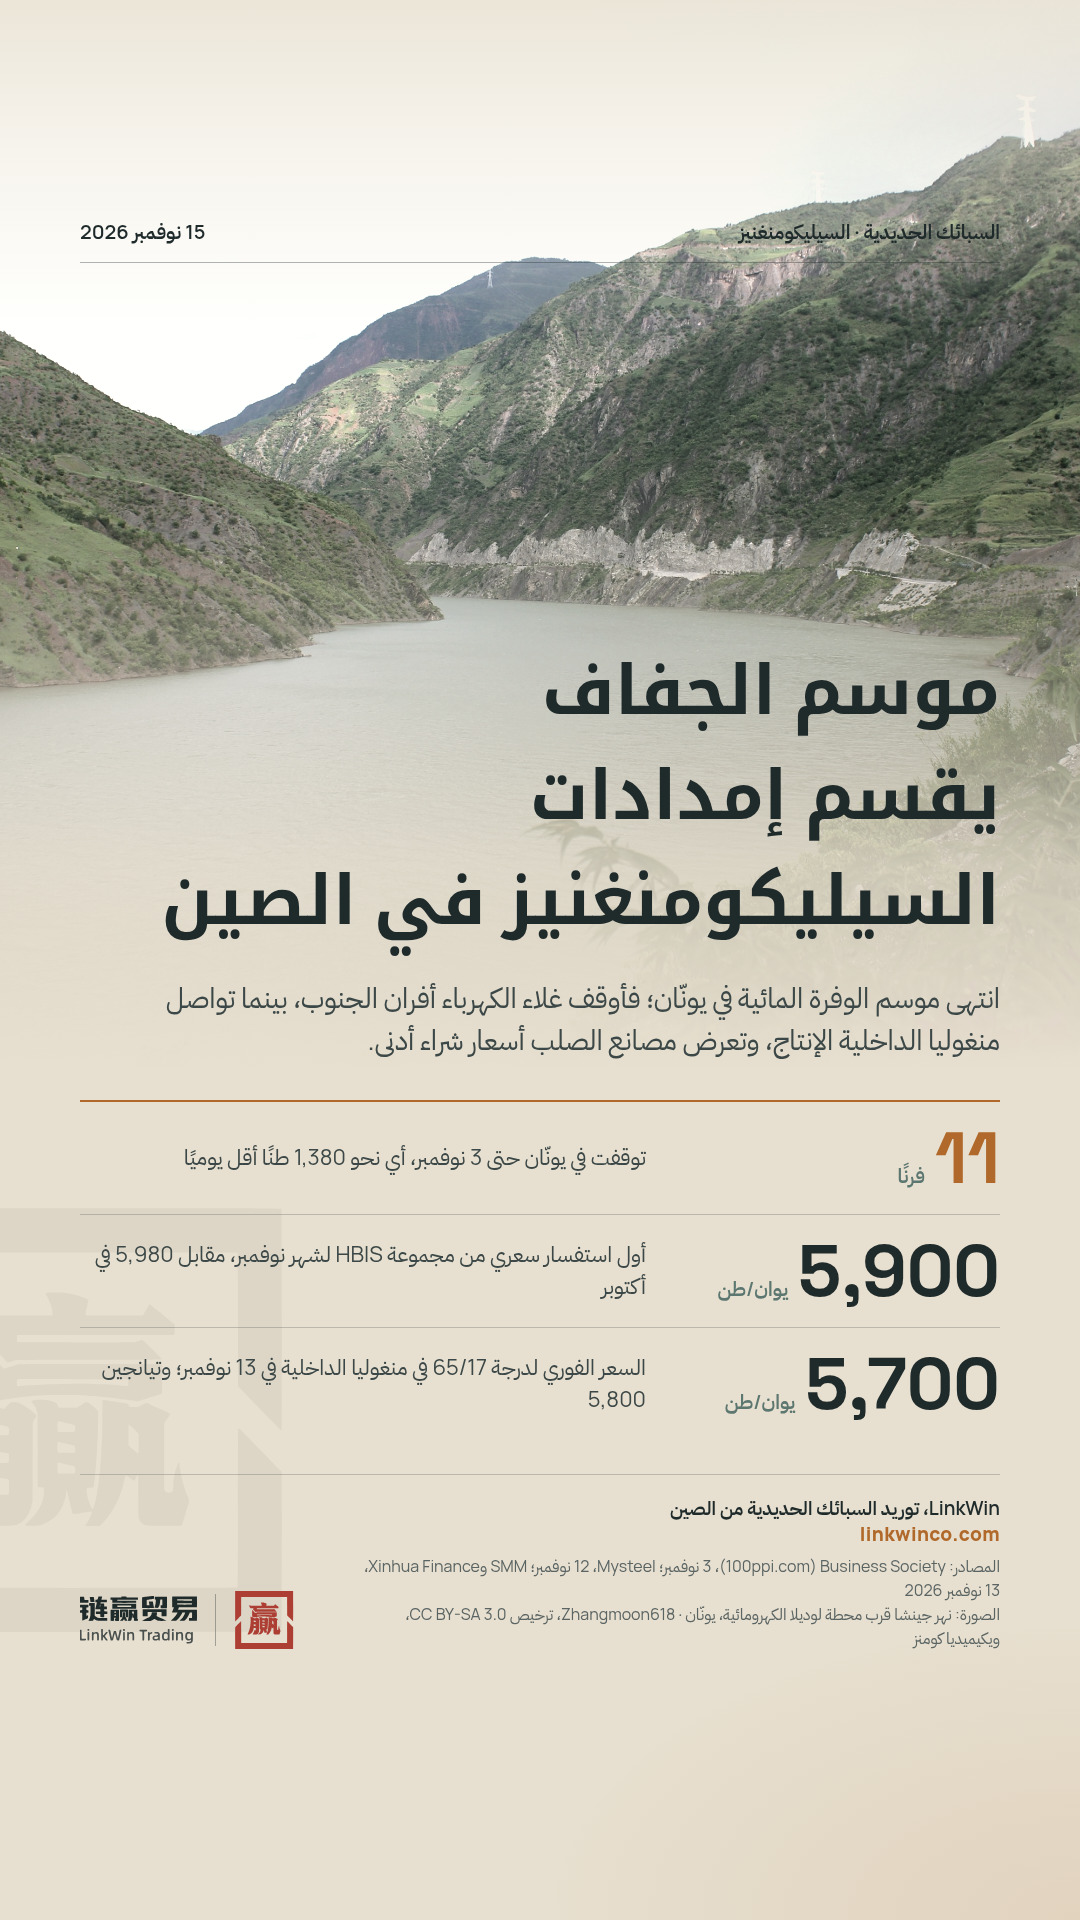 السبائك الحديدية · السيليكومنغنيز
15 نوفمبر 2026
موسم الجفاف
يقسم إمدادات
السيليكومنغنيز في الصين
انتهى موسم الوفرة المائية في يونّان؛ فأوقف غلاء الكهرباء أفران الجنوب، بينما تواصل
منغوليا الداخلية الإنتاج، وتعرض مصانع الصلب أسعار شراء أدنى.
11 فرنًا
توقفت في يونّان حتى 3 نوفمبر، أي نحو 1,380 طنًا أقل يوميًا
5,900 يوان/طن
أول استفسار سعري من مجموعة HBIS لشهر نوفمبر، مقابل 5,980 في
أكتوبر
5,700 يوان/طن
السعر الفوري لدرجة 65/17 في منغوليا الداخلية في 13 نوفمبر؛ وتيانجين
5,800
LinkWin، توريد السبائك الحديدية من الصين
linkwinco.com
المصادر: Business Society (100ppi.com)، 3 نوفمبر؛ Mysteel، 12 نوفمبر؛ SMM وXinhua Finance،
13 نوفمبر 2026
الصورة: نهر جينشا قرب محطة لوديلا الكهرومائية، يونّان · Zhangmoon618، ترخيص CC BY-SA 3.0،
ويكيميديا كومنز
赢
链赢贸易
LinkWin Trading
赢